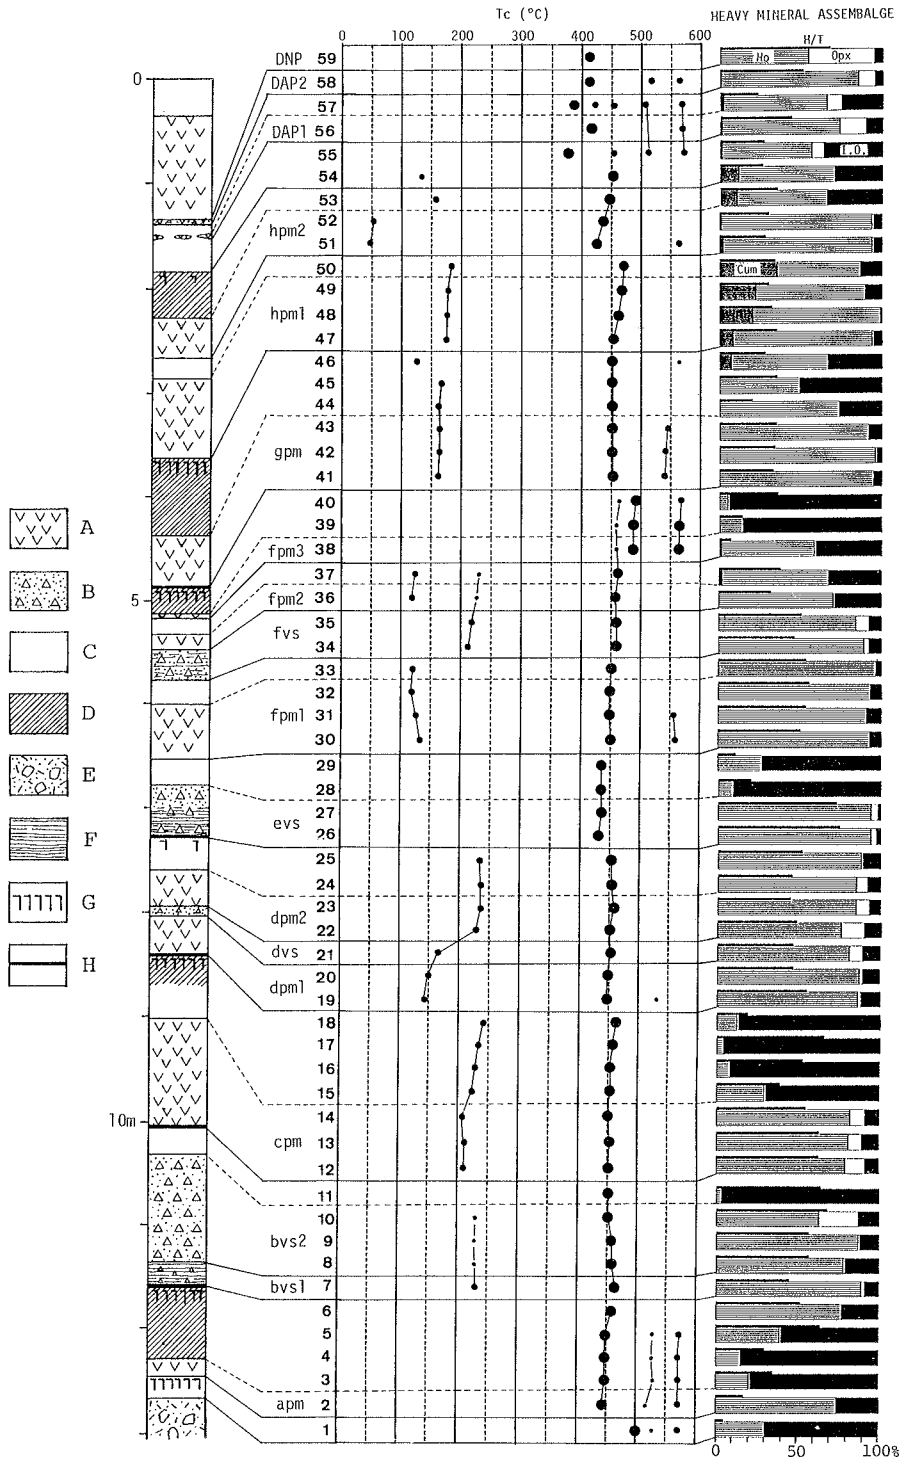 Tc (°C)
HEAVY MINERAL ASSEMBALGE
0 100 200 300 400 500 600
H/T
Ho Opx
DNP 59
0
DAP2 58
57
DAP1 56
55
I.O.
54
53
hpm2 52
51
50
Cum
49
hpm1 48
47
46
45
44
43
gpm 42
41
40
A
39
fpm3 38
B
37
5
fpm2 36
35
fvs
34
C
33
32
fpm1 31
D
30
29
E
28
27
evs
26
F
25
24
G
23
dpm2
22
dvs 21
H
20
dpm1
19
18
17
16
15
10m
14
cpm 13
12
11
10
bvs2 9
8
bvs1 7
6
5
4
3
apm 2
1
0 50 100%